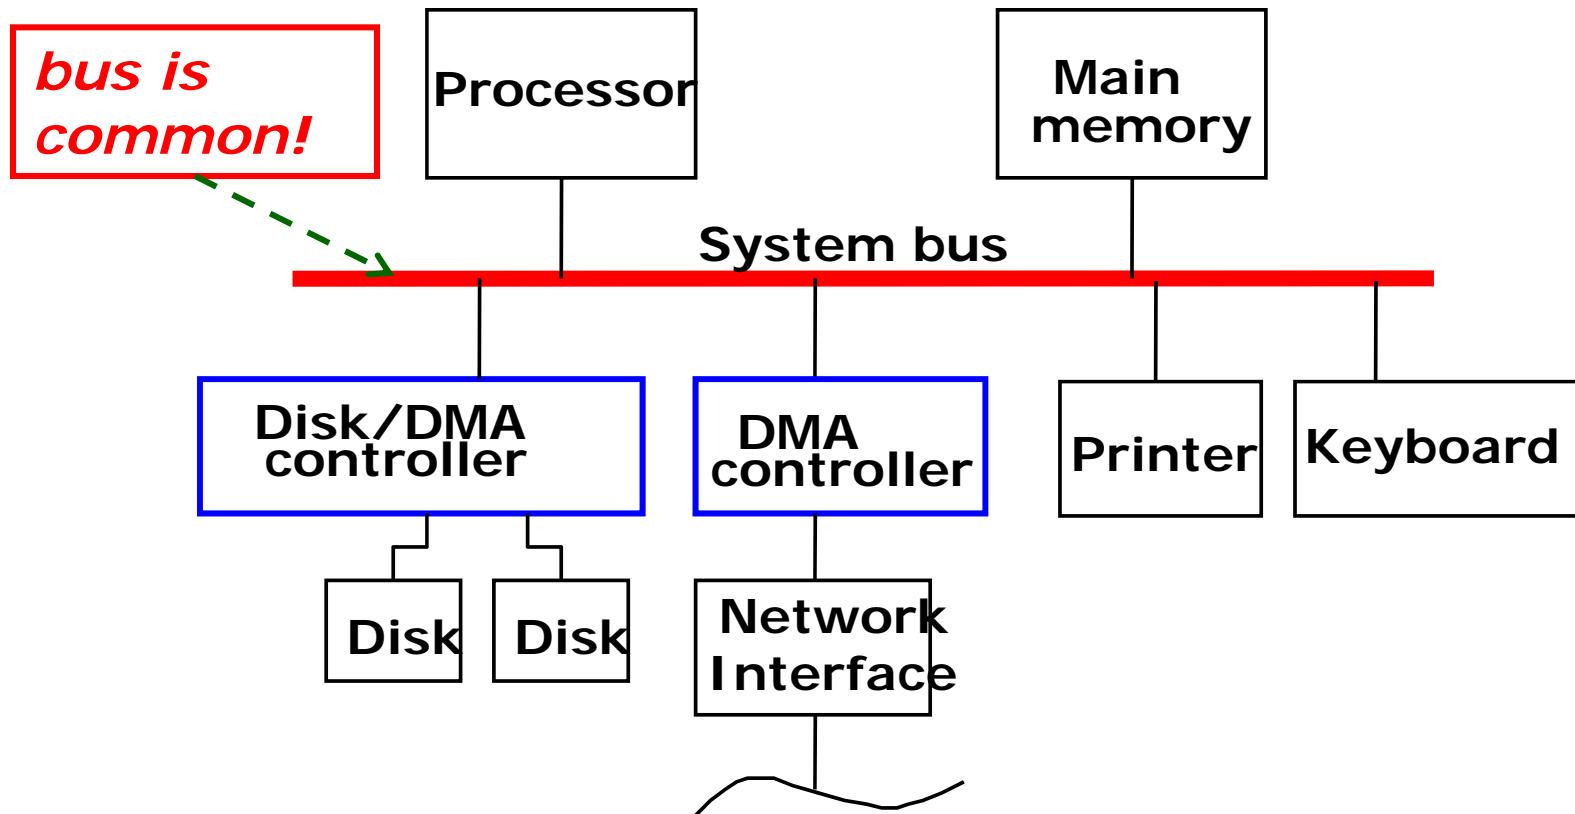 bus is
common!
Processor
Main
memory
System bus
Disk/DMA
controller
DMA
controller
Printer
Keyboard
Disk
Disk
Network
Interface